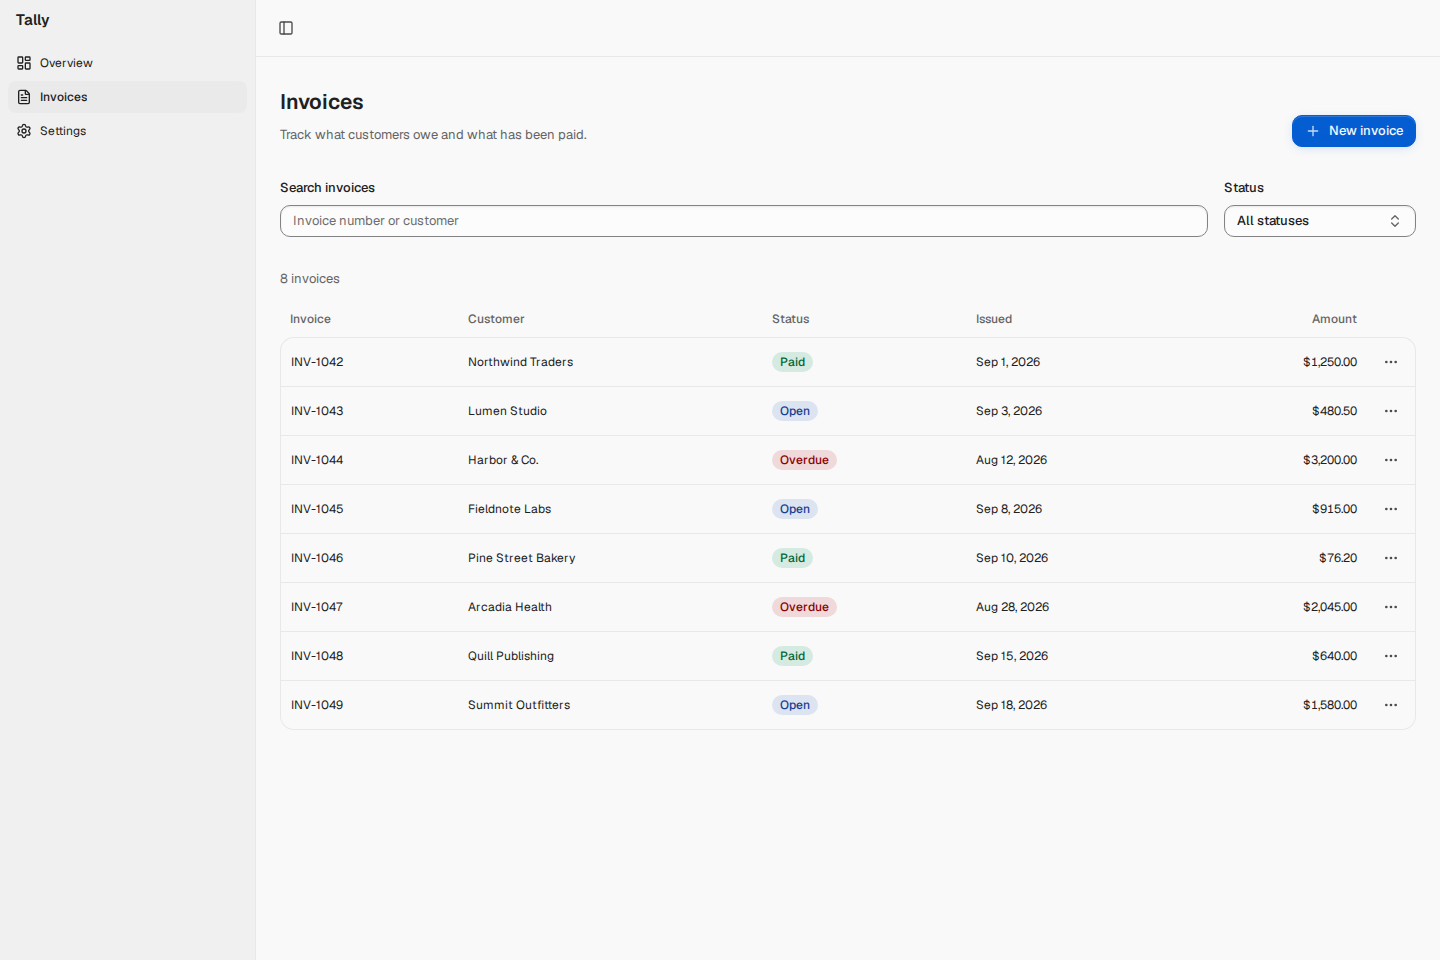 Tally
Overview
Invoices
Settings
Invoices
Track what customers owe and what has been paid.
New invoice
Search invoices
Status
Invoice number or customer
All statuses
8 invoices
Invoice Customer Status Issued Amount
INV-1042 Northwind Traders Paid Sep 1, 2026 $1,250.00
INV-1043 Lumen Studio Open Sep 3, 2026 $480.50
INV-1044 Harbor & Co. Overdue Aug 12, 2026 $3,200.00
INV-1045 Fieldnote Labs Open Sep 8, 2026 $915.00
INV-1046 Pine Street Bakery Paid Sep 10, 2026 $76.20
INV-1047 Arcadia Health Overdue Aug 28, 2026 $2,045.00
INV-1048 Quill Publishing Paid Sep 15, 2026 $640.00
INV-1049 Summit Outfitters Open Sep 18, 2026 $1,580.00